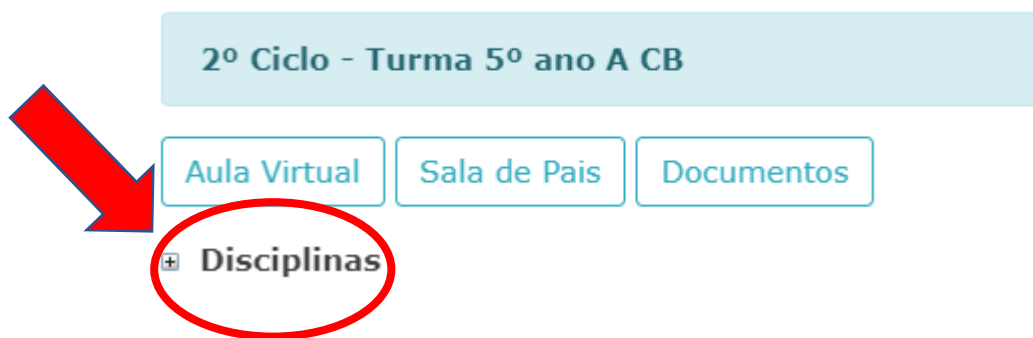 2º Ciclo - Turma 5º ano A CB
Aula Virtual Sala de Pais Documentos
Disciplinas